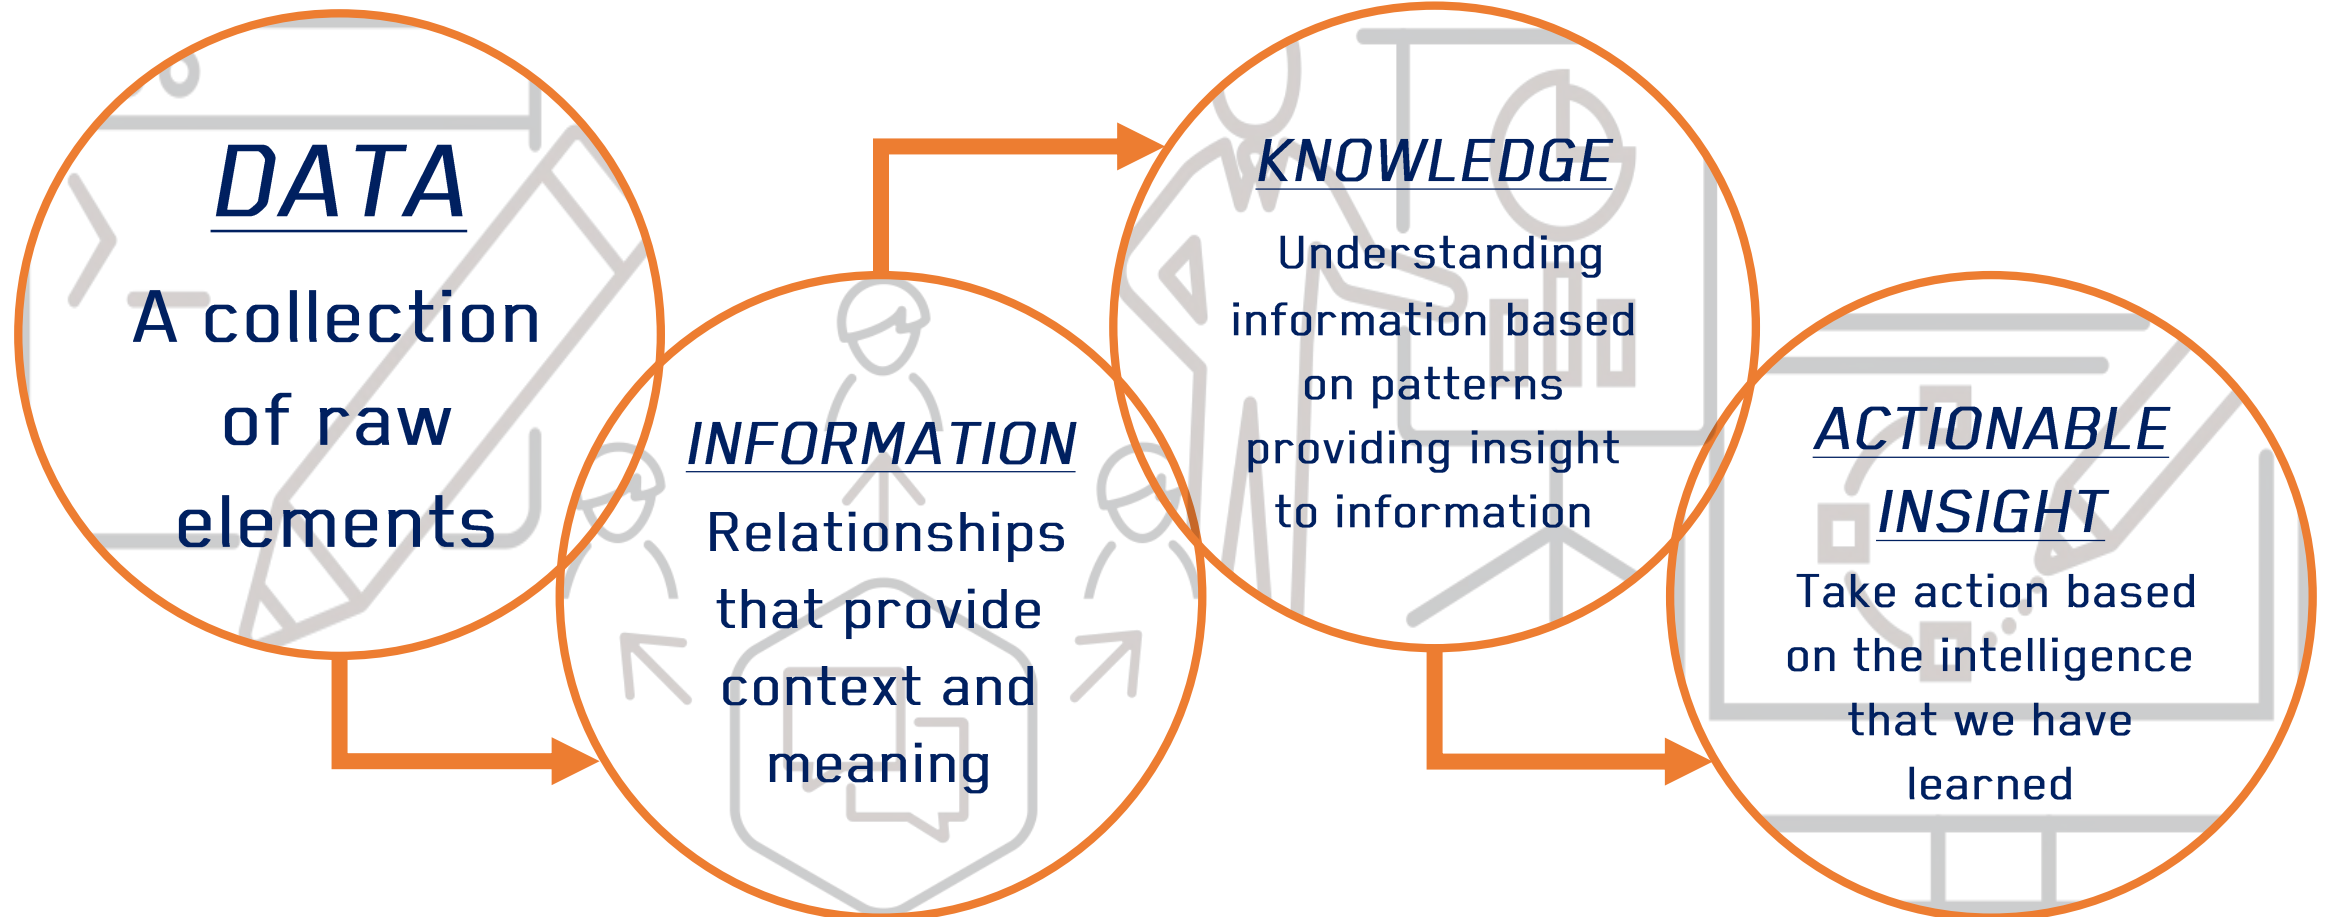 DATA
A collection
of raw
elements
INFORMATION
Relationships
that provide
context and
meaning
KNOWLEDGE
Understanding
information based
on patterns
providing insight
to information
ACTIONABLE
INSIGHT
Take action based
on the intelligence
that we have
learned